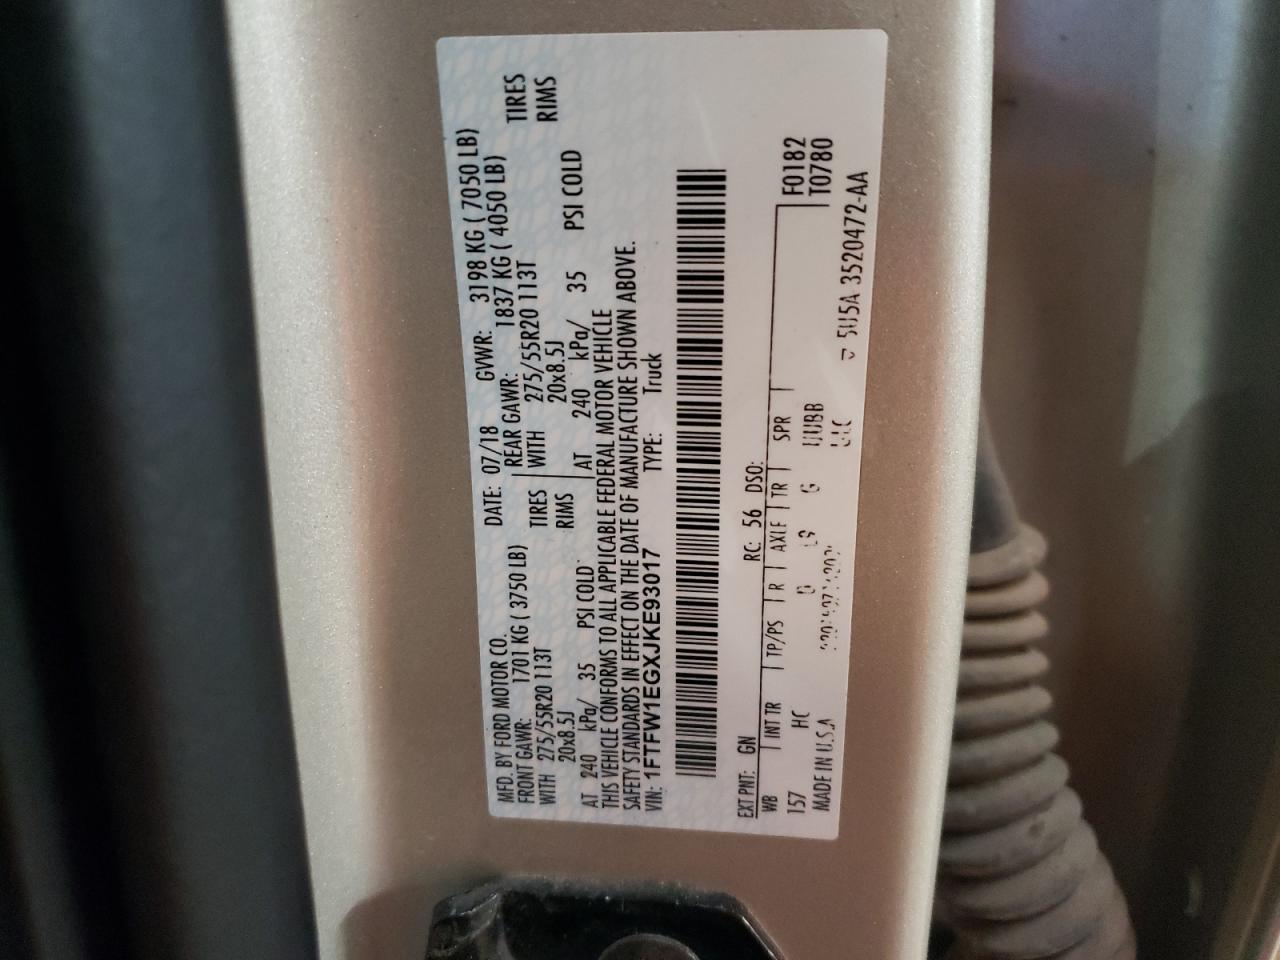 MFD. BY FORD MOTOR CO.
DATE: 07/18 GVWR: 3198 KG ( 7050 LB)
FRONT GAWR: 1701 KG ( 3750 LB)
REAR GAWR: 1837 KG ( 4050 LB)
WITH 275/55R20 113T TIRES
WITH 275/55R20 113T TIRES
20x8.5J RIMS
20x8.5J RIMS
AT 240 kPa/ 35 PSI COLD
AT 240 kPa/ 35 PSI COLD
THIS VEHICLE CONFORMS TO ALL APPLICABLE FEDERAL MOTOR VEHICLE
SAFETY STANDARDS IN EFFECT ON THE DATE OF MANUFACTURE SHOWN ABOVE.
VIN: 1FTFW1EGXJKE93017 TYPE: Truck
EXT PNT: GN RC: 56 DSO:
F0182
T0780
WB INT TR TP/PS R AXLE TR SPR
157 HC
MADE IN U.S.A
5U5A 3520472-AA